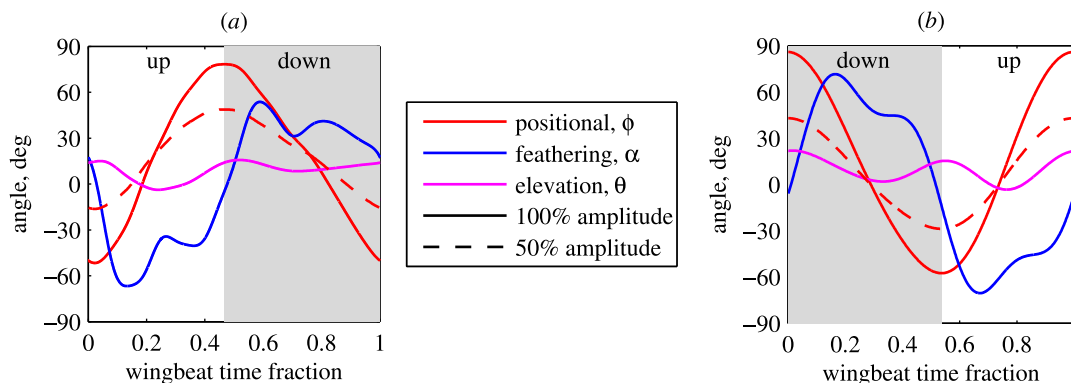 (a)
90
60
30
0
−30
−60
−90
angle, deg
up
down
0
0.2
0.4
0.6
0.8
1
wingbeat time fraction
positional, ϕ
feathering, α
elevation, θ
100% amplitude
50% amplitude
(b)
90
60
30
0
−30
−60
−90
angle, deg
down
up
0
0.2
0.4
0.6
0.8
wingbeat time fraction